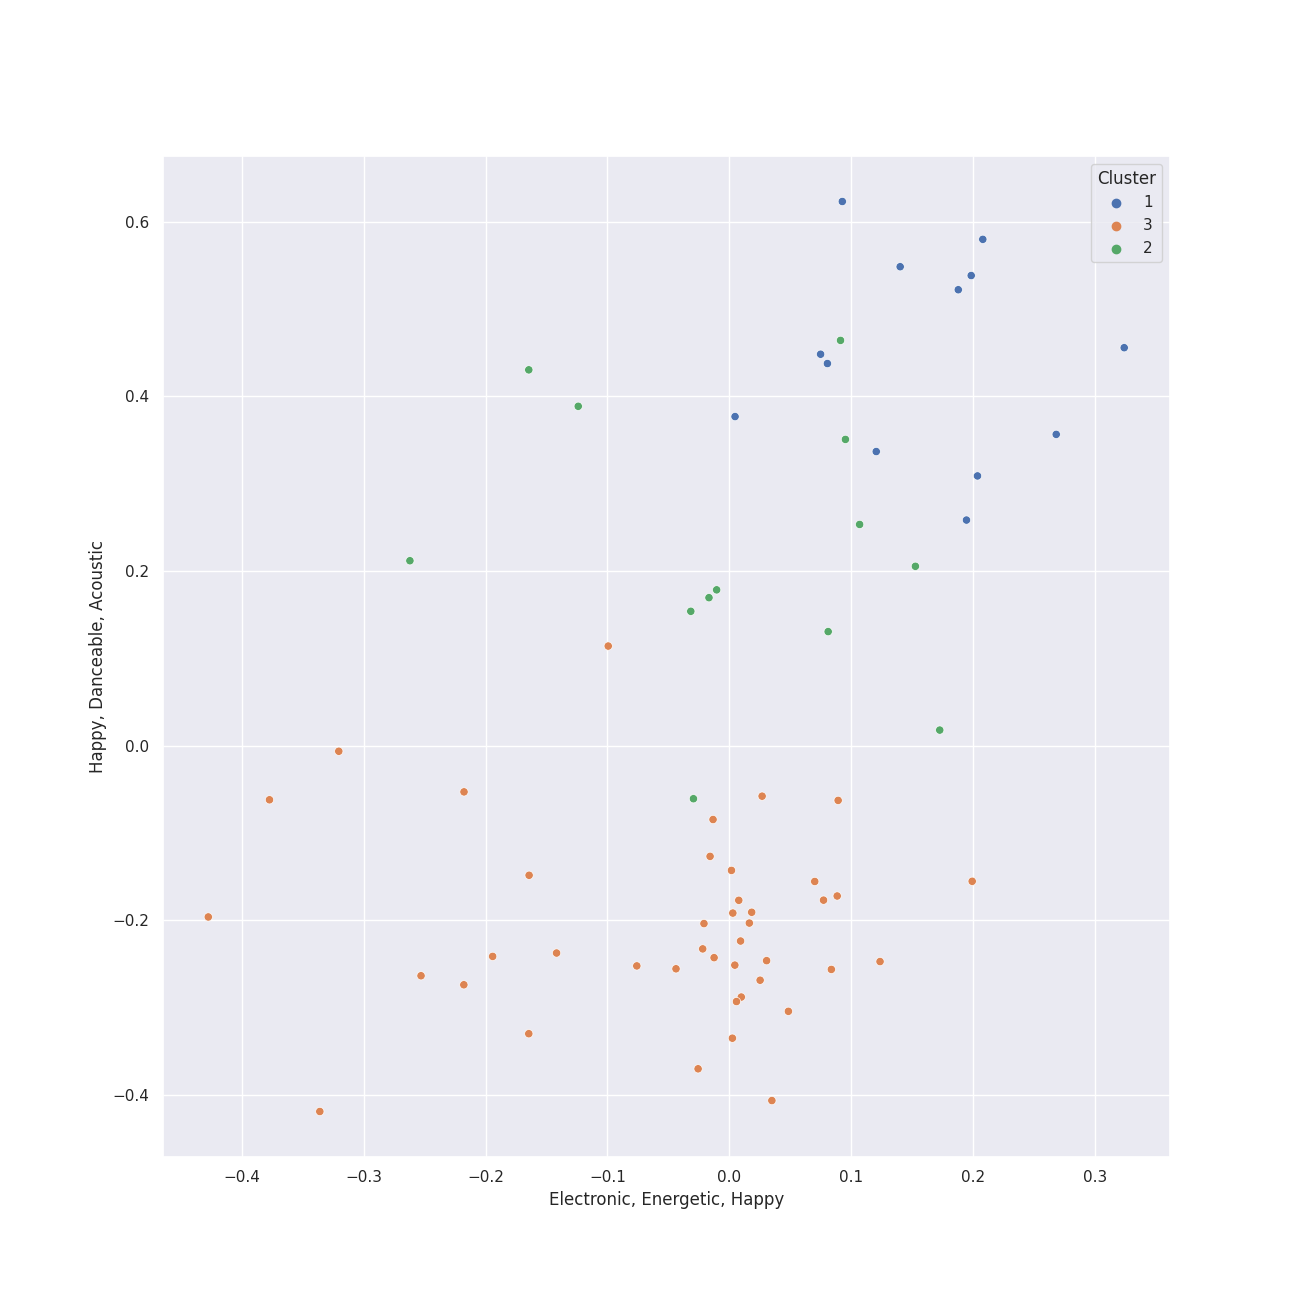 Cluster
1
3
2
0.6
0.4
0.2
0.0
−0.2
−0.4
Happy, Danceable, Acoustic
−0.4 −0.3 −0.2 −0.1 0.0 0.1 0.2 0.3
Electronic, Energetic, Happy